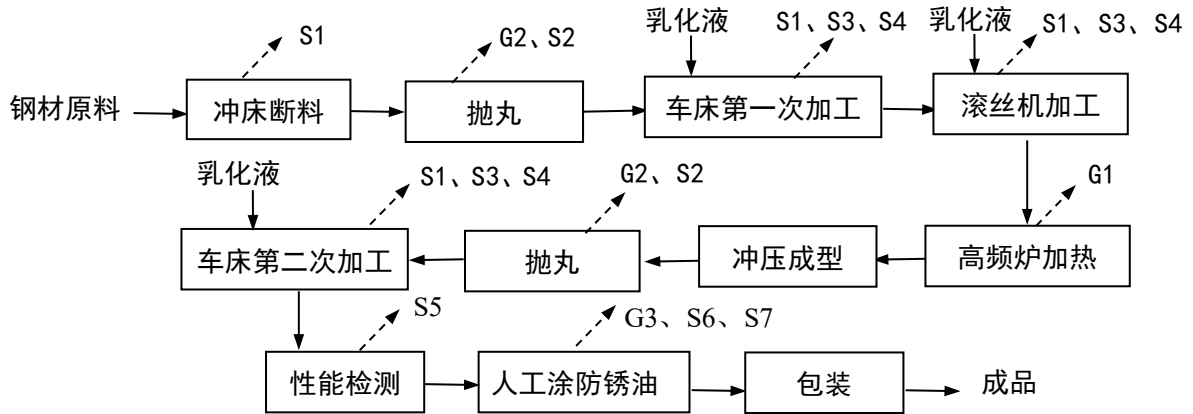 S1
G2、S2
乳化液
S1、S3、S4
乳化液
S1、S3、S4
钢材原料
冲床断料
抛丸
车床第一次加工
滚丝机加工
乳化液
S1、S3、S4
G2、S2
G1
车床第二次加工
抛丸
冲压成型
高频炉加热
S5
G3、S6、S7
性能检测
人工涂防锈油
包装
成品